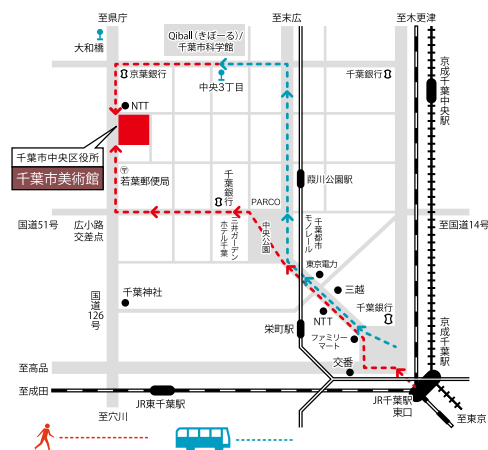 至県庁
至末広
至木更津
大和橋
Qiball(きぼーる)/
千葉市科学館
京葉銀行
中央3丁目
千葉銀行
京成千葉中央駅
NTT
千葉市中央区役所
千葉市美術館
若葉郵便局
千葉銀行
PARCO
葭川公園駅
国道51号
広小路
交差点
三井ガーデン
ホテル千葉
中央公園
千葉都市
モノレール
至国道14号
東京電力
三越
千葉神社
国道126号
NTT
千葉銀行
栄町駅
ファミリー
マート
京成千葉駅
交番
至高品
至成田
JR東千葉駅
JR千葉駅
東口
至穴川
至東京